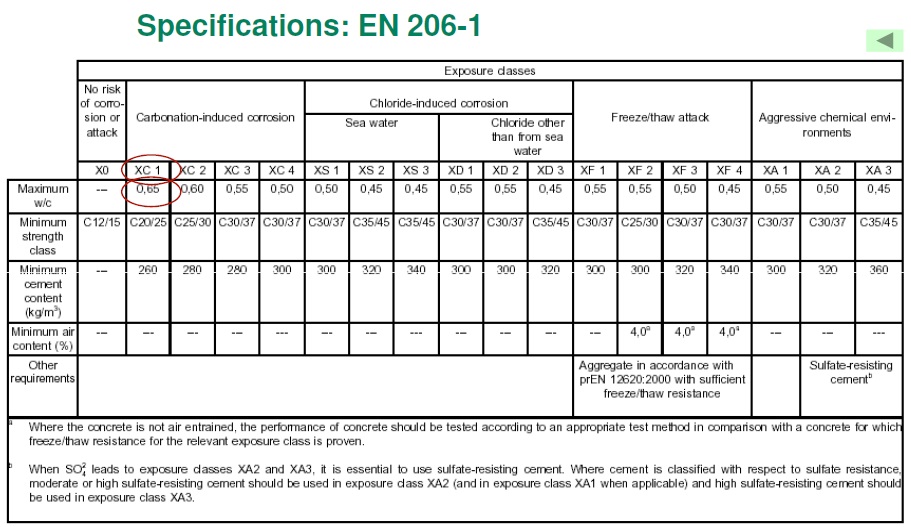 Specifications: EN 206-1
Exposure classes
No risk of corro- sion or attack
Carbonation-induced corrosion
Chloride-induced corrosion
Sea water
Chloride other than from sea water
Freeze/thaw attack
Aggressive chemical envi- ronments
X0 XC 1 XC 2 XC 3 XC 4 XS 1 XS 2 XS 3 XD 1 XD 2 XD 3 XF 1 XF 2 XF 3 XF 4 XA 1 XA 2 XA 3
Maximum w/c --- 0,65 0,60 0,55 0,50 0,50 0,45 0,45 0,55 0,55 0,45 0,55 0,55 0,50 0,45 0,55 0,50 0,45
Minimum strength class C12/15 C20/25 C25/30 C30/37 C30/37 C30/37 C35/45 C35/45 C30/37 C30/37 C35/45 C30/37 C25/30 C30/37 C30/37 C30/37 C30/37 C35/45
Minimum cement content (kg/m³) --- 260 280 280 300 300 320 340 300 300 320 300 300 320 340 300 320 360
Minimum air content (%) --- --- --- --- --- --- --- --- --- --- --- --- 4,0ᵃ 4,0ᵃ 4,0ᵃ --- --- ---
Other requirements
Aggregate in accordance with
prEN 12620:2000 with sufficient
freeze/thaw resistance
Sulfate-resisting
cementᵇ
a Where the concrete is not air entrained, the performance of concrete should be tested according to an appropriate test method in comparison with a concrete for which
freeze/thaw resistance for the relevant exposure class is proven.
b When SO₄²⁻ leads to exposure classes XA2 and XA3, it is essential to use sulfate-resisting cement. Where cement is classified with respect to sulfate resistance,
moderate or high sulfate-resisting cement should be used in exposure class XA2 (and in exposure class XA1 when applicable) and high sulfate-resisting cement should
be used in exposure class XA3.